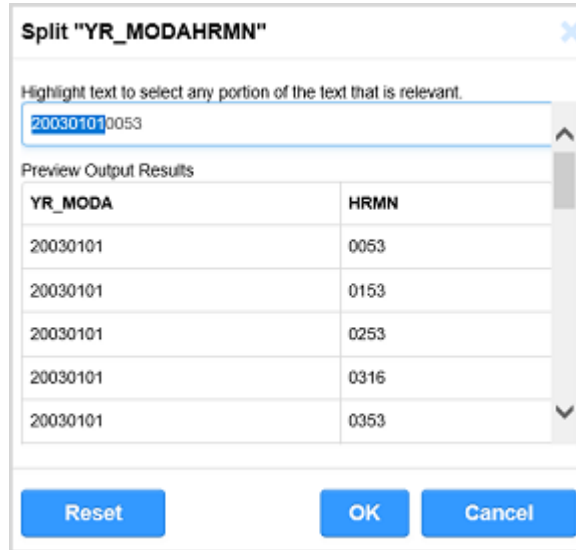 Split "YR_MODAHRMN"
Highlight text to select any portion of the text that is relevant.
200301010053
Preview Output Results
YR_MODA HRMN
20030101 0053
20030101 0153
20030101 0253
20030101 0316
20030101 0353
Reset OK Cancel